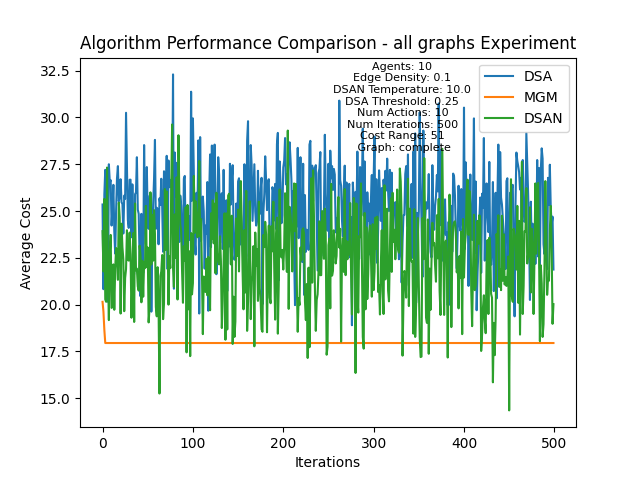 Algorithm Performance Comparison - all graphs Experiment
Agents: 10
Edge Density: 0.1
DSAN Temperature: 10.0
DSA Threshold: 0.25
Num Actions: 10
Num Iterations: 500
Cost Range: 51
Graph: complete
DSA
MGM
DSAN
Average Cost
32.5
30.0
27.5
25.0
22.5
20.0
17.5
15.0
0
100
200
300
400
500
Iterations